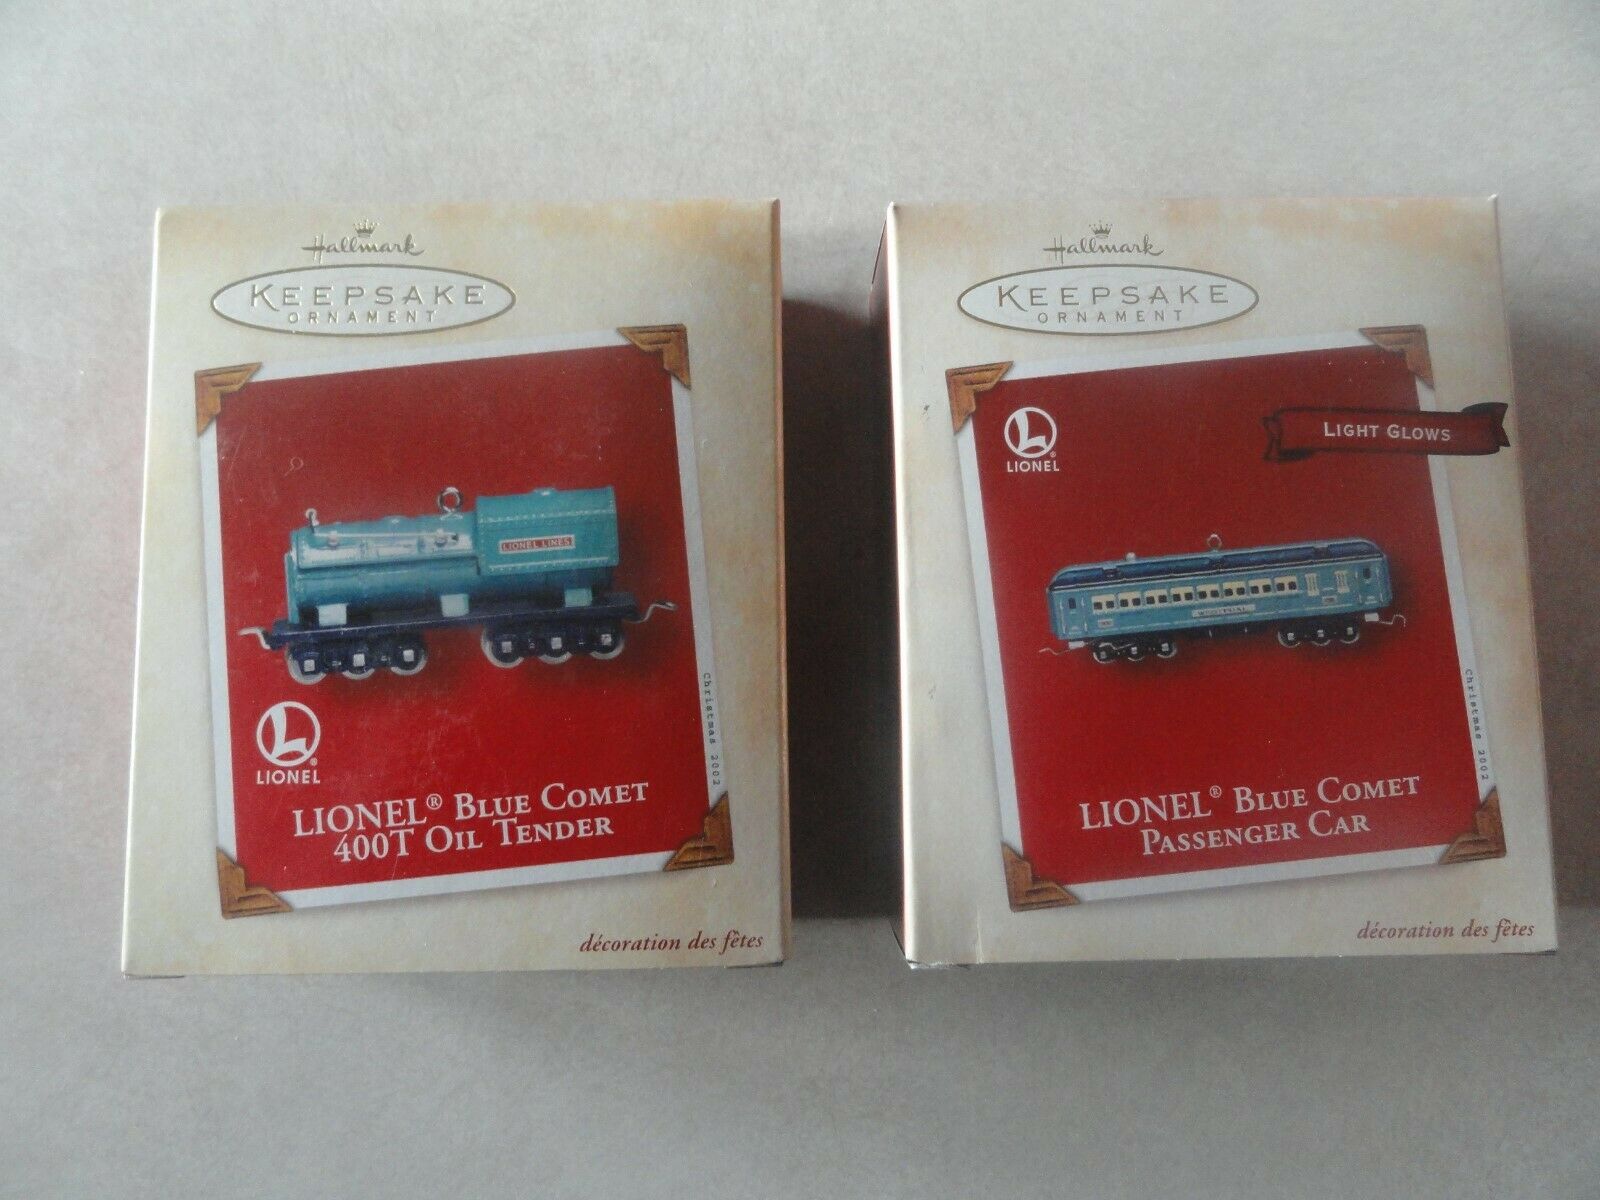 Hallmark
KEEPSAKE
ORNAMENT
LIONEL LINES
Christmas 2002
LIONEL®
LIONEL® BLUE COMET
400T OIL TENDER
décoration des fêtes
Hallmark
KEEPSAKE
ORNAMENT
LIONEL®
LIGHT GLOWS
Christmas 2002
LIONEL® BLUE COMET
PASSENGER CAR
décoration des fêtes